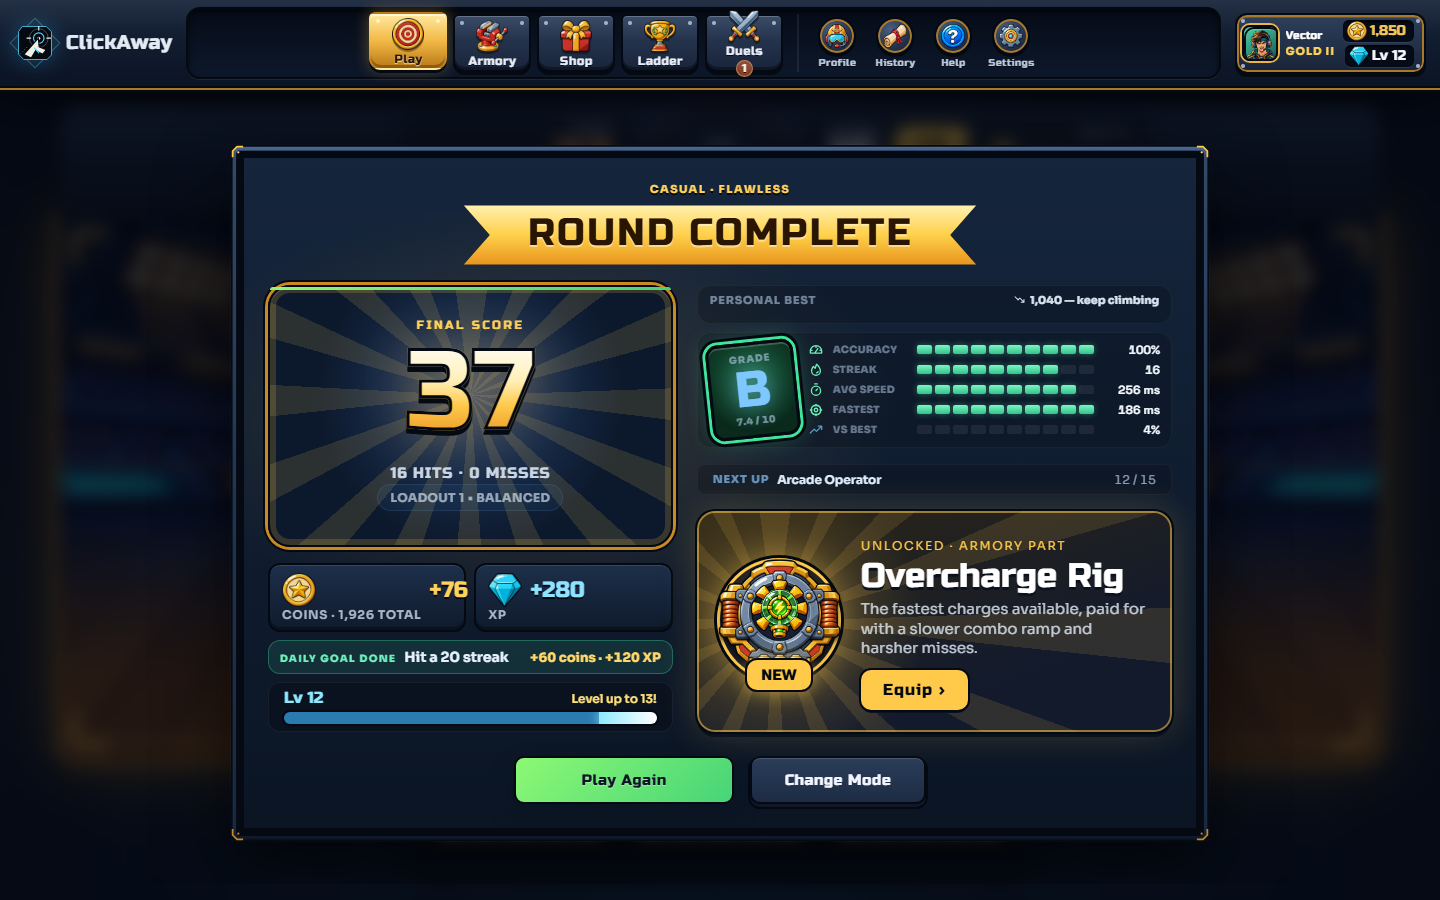 ClickAway
Play
Armory
Shop
Ladder
Duels
1
Profile
History
Help
Settings
Vector
GOLD II
1,850
Lv 12
CASUAL · FLAWLESS
ROUND COMPLETE
FINAL SCORE
37
16 HITS · 0 MISSES
LOADOUT 1 • BALANCED
+76
COINS · 1,926 TOTAL
+280
XP
DAILY GOAL DONE Hit a 20 streak +60 coins · +120 XP
Lv 12 Level up to 13!
PERSONAL BEST 1,040 — keep climbing
GRADE
B
7.4 / 10
ACCURACY 100%
STREAK 16
AVG SPEED 256 ms
FASTEST 186 ms
VS BEST 4%
NEXT UP Arcade Operator 12 / 15
NEW
UNLOCKED · ARMORY PART
Overcharge Rig
The fastest charges available, paid for
with a slower combo ramp and
harsher misses.
Equip ›
Play Again
Change Mode